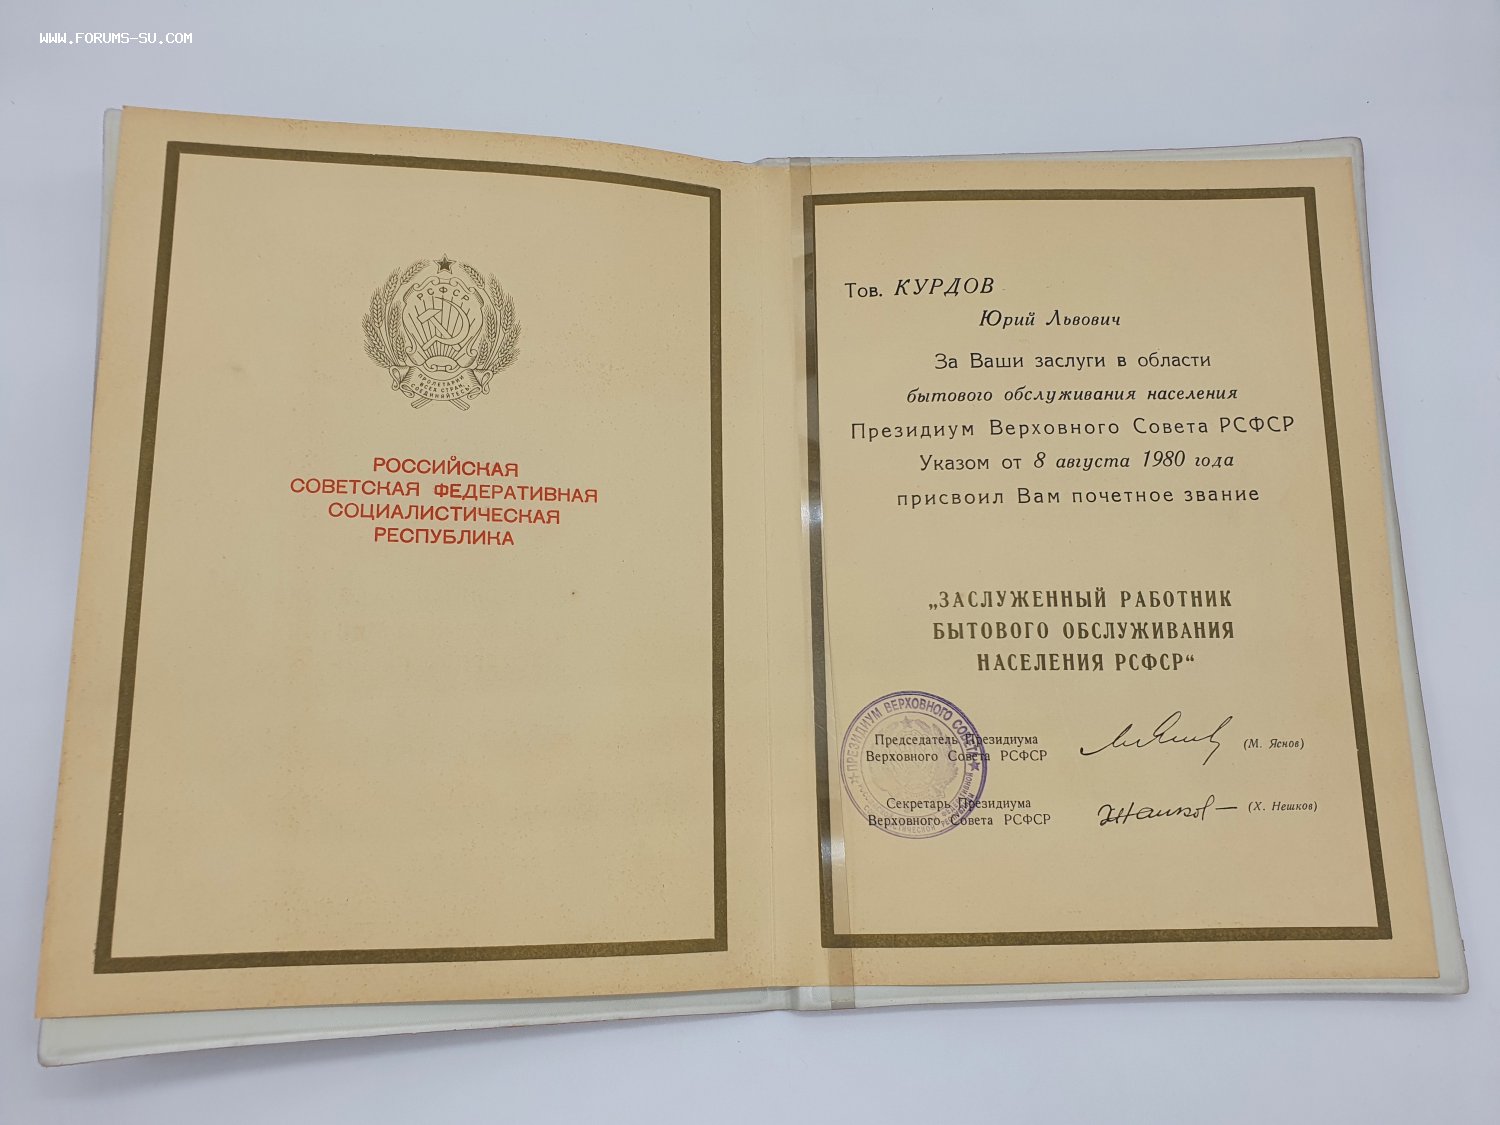 WWW.FORUMS-SU.COM
РСФСР
ПРОЛЕТАРИИ
ВСЕХ СТРАН,
СОЕДИНЯЙТЕСЬ!
РОССИЙСКАЯ
СОВЕТСКАЯ ФЕДЕРАТИВНАЯ
СОЦИАЛИСТИЧЕСКАЯ
РЕСПУБЛИКА
Тов. КУРДОВ
Юрий Львович
За Ваши заслуги в области
бытового обслуживания населения
Президиум Верховного Совета РСФСР
Указом от 8 августа 1980 года
присвоил Вам почетное звание
„ЗАСЛУЖЕННЫЙ РАБОТНИК
БЫТОВОГО ОБСЛУЖИВАНИЯ
НАСЕЛЕНИЯ РСФСР“
ПРЕЗИДИУМ ВЕРХОВНОГО СОВЕТА
Председатель Президиума
Верховного Совета РСФСР
(М. Яснов)
Секретарь Президиума
Верховного Совета РСФСР
(Х. Нешков)